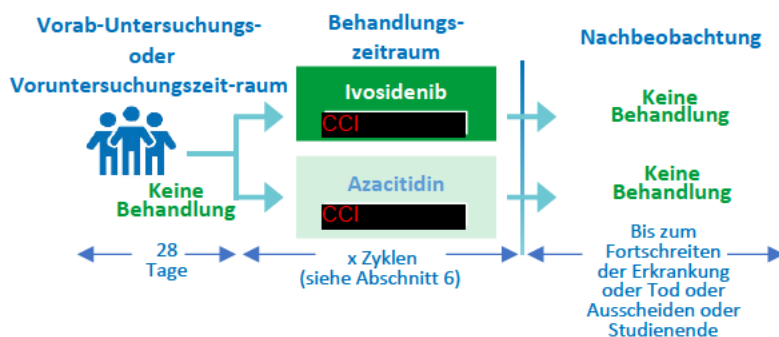 Vorab-Untersuchungs-
oder
Voruntersuchungszeit-raum
Keine
Behandlung
28
Tage
Behandlungs-
zeitraum
Ivosidenib
CCI
Azacitidin
CCI
x Zyklen
(siehe Abschnitt 6)
Nachbeobachtung
Keine
Behandlung
Keine
Behandlung
Bis zum
Fortschreiten
der Erkrankung
oder Tod oder
Ausscheiden oder
Studienende